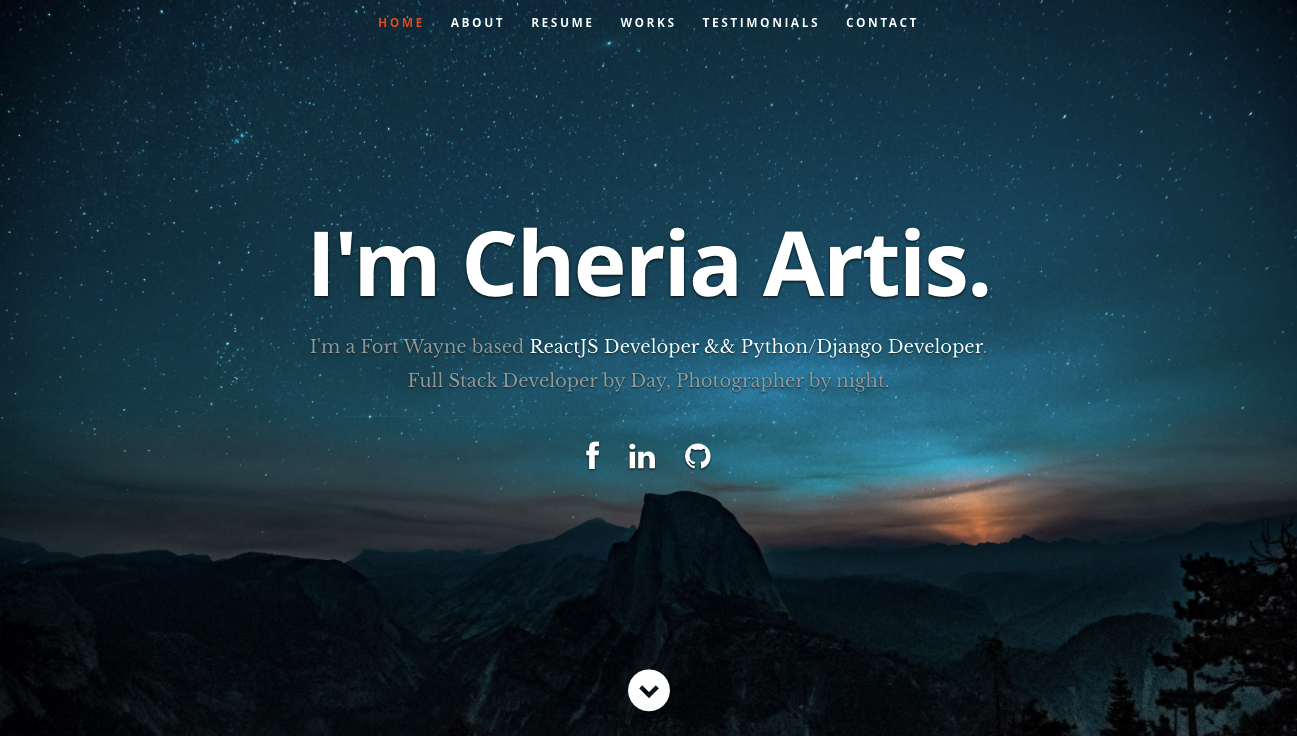 HOME ABOUT RESUME WORKS TESTIMONIALS CONTACT
I'm Cheria Artis.
I'm a Fort Wayne based ReactJS Developer && Python/Django Developer.
Full Stack Developer by Day, Photographer by night.